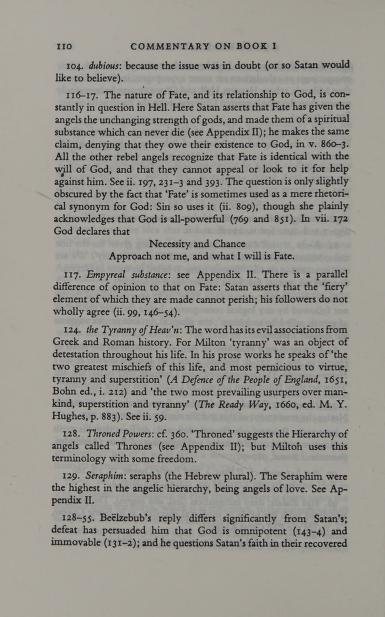 110 COMMENTARY ON BOOK I
104. dubious: because the issue was in doubt (or so Satan would
like to believe).
116–17. The nature of Fate, and its relationship to God, is con-
stantly in question in Hell. Here Satan asserts that Fate has given the
angels the unchanging strength of gods, and made them of a spiritual
substance which can never die (see Appendix II); he makes the same
claim, denying that they owe their existence to God, in v. 860–3.
All the other rebel angels recognize that Fate is identical with the
will of God, and that they cannot appeal or look to it for help
against him. See ii. 197, 231–3 and 393. The question is only slightly
obscured by the fact that 'Fate' is sometimes used as a mere rhetori-
cal synonym for God: Sin so uses it (ii. 809), though she plainly
acknowledges that God is all-powerful (769 and 851). In vii. 172
God declares that
Necessity and Chance
Approach not me, and what I will is Fate.
117. Empyreal substance: see Appendix II. There is a parallel
difference of opinion to that on Fate: Satan asserts that the 'fiery'
element of which they are made cannot perish; his followers do not
wholly agree (ii. 99, 146–54).
124. the Tyranny of Heav'n: The word has its evil associations from
Greek and Roman history. For Milton 'tyranny' was an object of
detestation throughout his life. In his prose works he speaks of 'the
two greatest mischiefs of this life, and most pernicious to virtue,
tyranny and superstition' (A Defence of the People of England, 1651,
Bohn ed., i. 212) and 'the two most prevailing usurpers over man-
kind, superstition and tyranny' (The Ready Way, 1660, ed. M. Y.
Hughes, p. 883). See ii. 59.
128. Throned Powers: cf. 360. 'Throned' suggests the Hierarchy of
angels called Thrones (see Appendix II); but Milton uses this
terminology with some freedom.
129. Seraphim: seraphs (the Hebrew plural). The Seraphim were
the highest in the angelic hierarchy, being angels of love. See Ap-
pendix II.
128–55. Beëlzebub's reply differs significantly from Satan's;
defeat has persuaded him that God is omnipotent (143–4) and
immovable (131–2); and he questions Satan's faith in their recovered